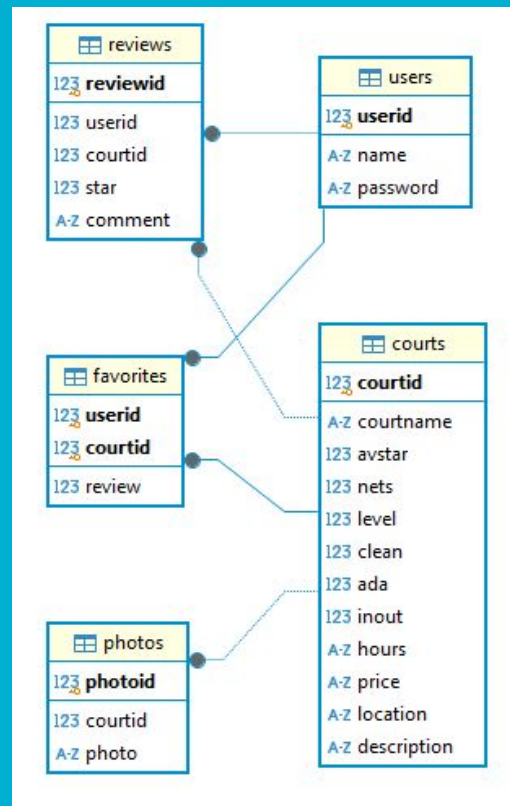 reviews
123 reviewid
123 userid
123 courtid
123 star
A-Z comment
users
123 userid
A-Z name
A-Z password
favorites
123 userid
123 courtid
123 review
courts
123 courtid
A-Z courtname
123 avstar
123 nets
123 level
123 clean
123 ada
123 inout
A-Z hours
A-Z price
A-Z location
A-Z description
photos
123 photoid
123 courtid
A-Z photo